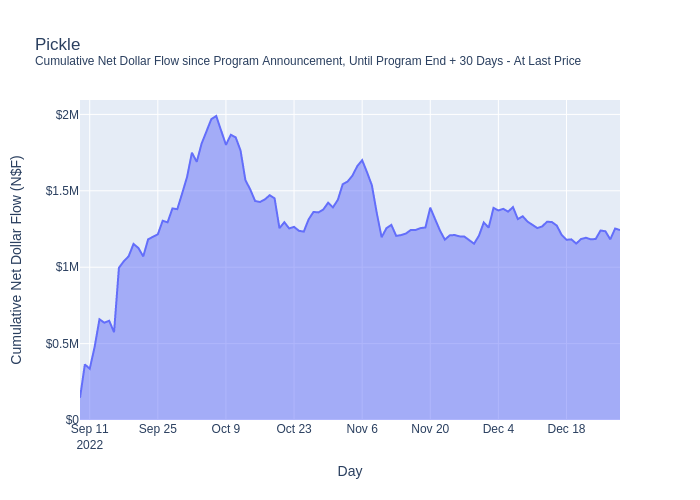 Pickle
Cumulative Net Dollar Flow since Program Announcement, Until Program End + 30 Days - At Last Price
Cumulative Net Dollar Flow (N$F)
$2M
$1.5M
$1M
$0.5M
$0
Sep 11 Sep 25 Oct 9 Oct 23 Nov 6 Nov 20 Dec 4 Dec 18
2022
Day